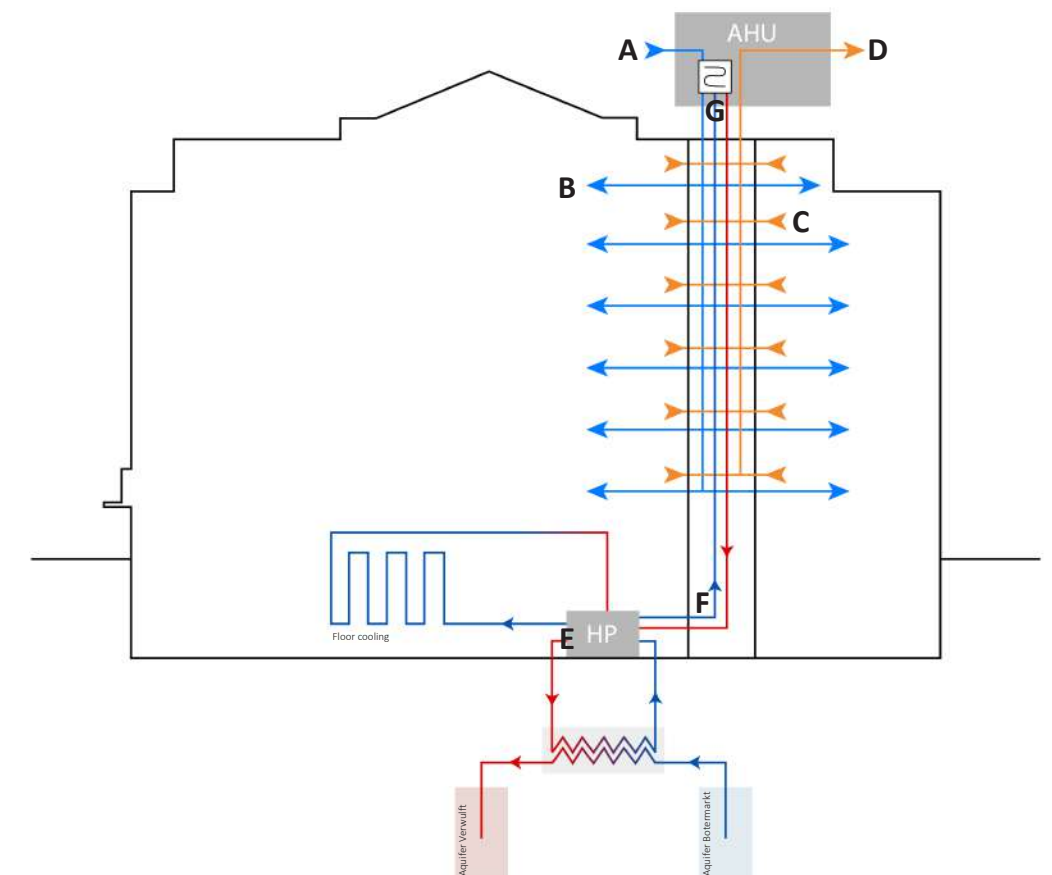 AHU
A
D
G
B
C
F
E
HP
Floor cooling
Aquifer Verwulft
Aquifer Botermarkt